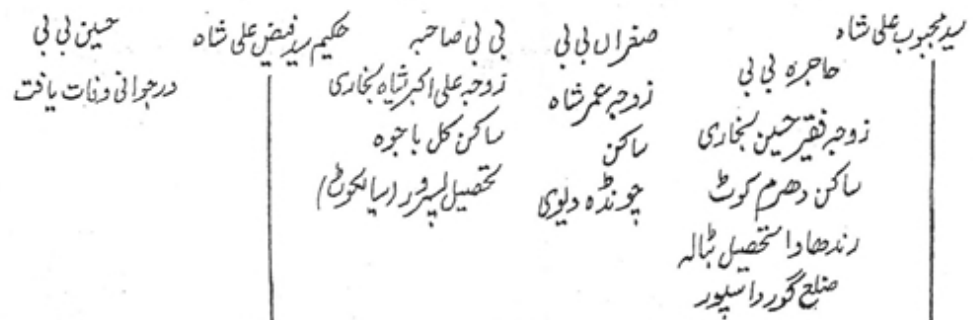 سید محبوب علی شاہ
حاجرہ بی بی
زوجہ فقیر حسین بخاری
ساکن دھرم کوٹ
رندھاوا تحصیل بٹالہ
ضلع گورداسپور
صغراں بی بی
زوجہ عمر شاہ
ساکن
چونڈہ دیوی
بی بی صاحبہ
زوجہ علی اکبر شاہ بخاری
ساکن کل باجوہ
تحصیل پسرور (سیالکوٹ)
حکیم سید فیض علی شاہ
حسین بی بی
در جوانی وفات یافت